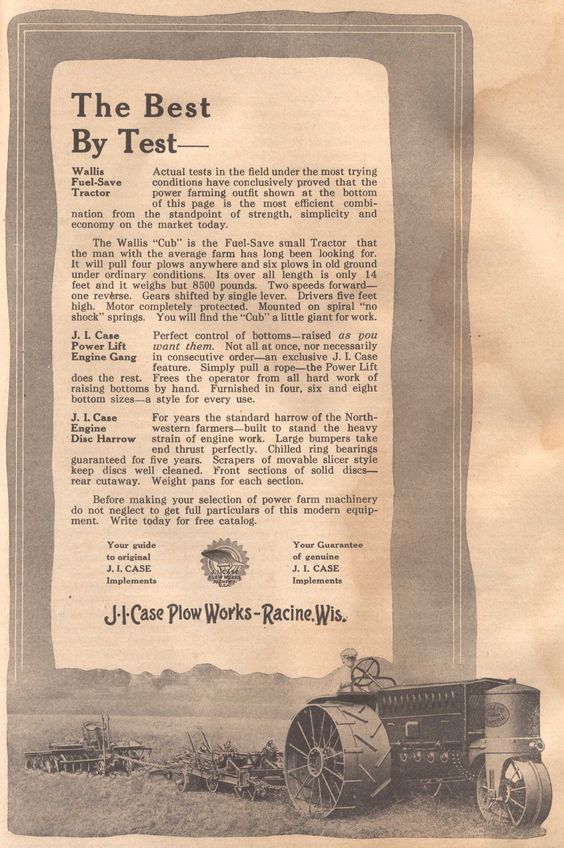 The Best
By Test—
Wallis
Fuel-Save
Tractor
Actual tests in the field under the most trying
conditions have conclusively proved that the
power farming outfit shown at the bottom
of this page is the most efficient combi-
nation from the standpoint of strength, simplicity and
economy on the market today.
The Wallis “Cub” is the Fuel-Save small Tractor that
the man with the average farm has long been looking for.
It will pull four plows anywhere and six plows in old ground
under ordinary conditions. Its over all length is only 14
feet and it weighs but 8500 pounds. Two speeds forward—
one reverse. Gears shifted by single lever. Drivers five feet
high. Motor completely protected. Mounted on spiral “no
shock” springs. You will find the “Cub” a little giant for work.
J. I. Case
Power Lift
Engine Gang
Perfect control of bottoms—raised as you
want them. Not all at once, nor necessarily
in consecutive order—an exclusive J. I. Case
feature. Simply pull a rope—the Power Lift
does the rest. Frees the operator from all hard work of
raising bottoms by hand. Furnished in four, six and eight
bottom sizes—a style for every use.
J. I. Case
Engine
Disc Harrow
For years the standard harrow of the North-
western farmers—built to stand the heavy
strain of engine work. Large bumpers take
end thrust perfectly. Chilled ring bearings
guaranteed for five years. Scrapers of movable slicer style
keep discs well cleaned. Front sections of solid discs—
rear cutaway. Weight pans for each section.
Before making your selection of power farm machinery
do not neglect to get full particulars of this modern equip-
ment. Write today for free catalog.
Your guide
to original
J. I. CASE
Implements
J.I.CASE
PLOW WORKS
Your Guarantee
of genuine
J. I. CASE
Implements
J.I.Case Plow Works-Racine.Wis.